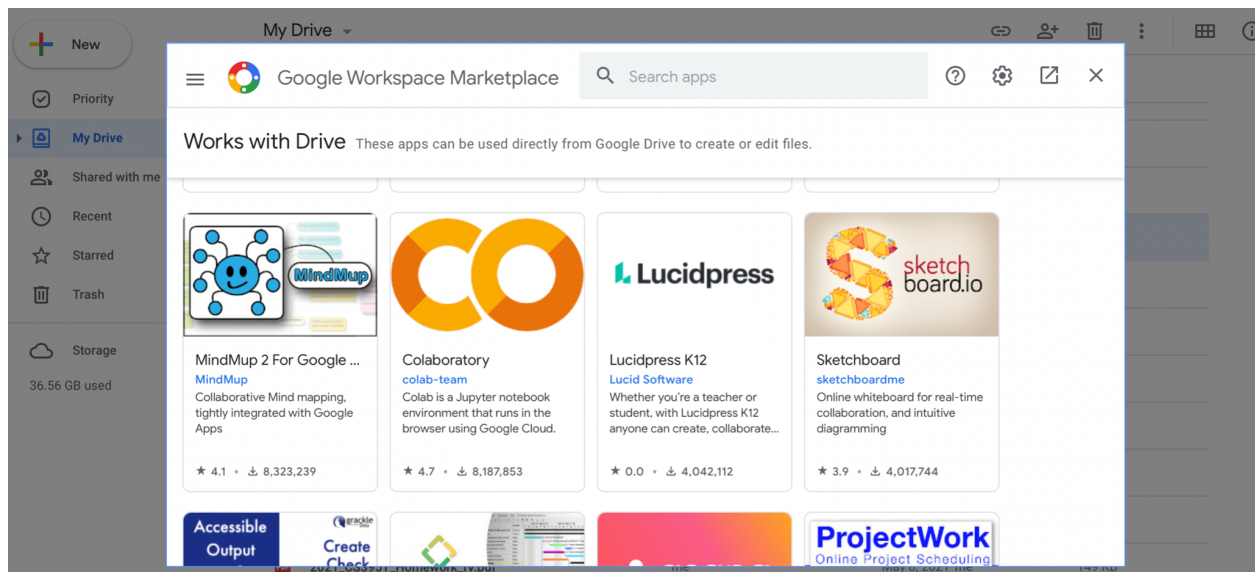 My Drive
New
Google Workspace Marketplace
Search apps
Priority
My Drive
Shared with me
Recent
Starred
Trash
Storage
36.56 GB used
Works with Drive These apps can be used directly from Google Drive to create or edit files.
MindMup
MindMup 2 For Google ...
MindMup
Collaborative Mind mapping,
tightly integrated with Google
Apps
4.1 • 8,323,239
Colaboratory
colab-team
Colab is a Jupyter notebook
environment that runs in the
browser using Google Cloud.
4.7 • 8,187,853
Lucidpress
Lucidpress K12
Lucid Software
Whether you're a teacher or
student, with Lucidpress K12
anyone can create, collaborate...
0.0 • 4,042,112
sketch
board.io
Sketchboard
sketchboardme
Online whiteboard for real-time
collaboration, and intuitive
diagramming
3.9 • 4,017,744
Accessible
Output
grackle
Create
Check
ProjectWork
Online Project Scheduling